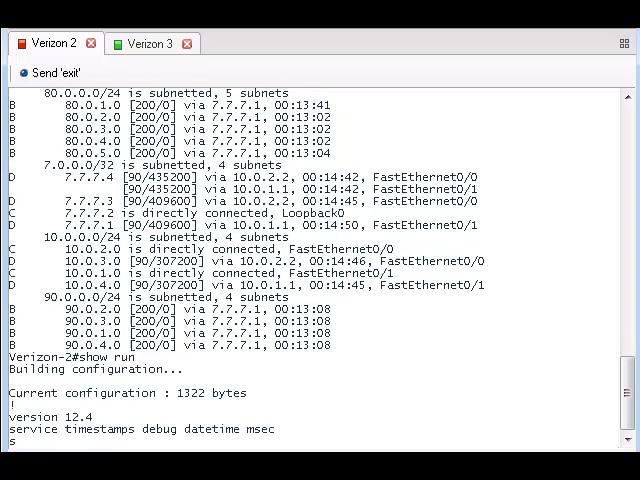 Verizon 2
Verizon 3
Send 'exit'
80.0.0.0/24 is subnetted, 5 subnets
B 80.0.1.0 [200/0] via 7.7.7.1, 00:13:41
B 80.0.2.0 [200/0] via 7.7.7.1, 00:13:02
B 80.0.3.0 [200/0] via 7.7.7.1, 00:13:02
B 80.0.4.0 [200/0] via 7.7.7.1, 00:13:02
B 80.0.5.0 [200/0] via 7.7.7.1, 00:13:04
7.0.0.0/32 is subnetted, 4 subnets
D 7.7.7.4 [90/435200] via 10.0.2.2, 00:14:42, FastEthernet0/0
[90/435200] via 10.0.1.1, 00:14:42, FastEthernet0/1
D 7.7.7.3 [90/409600] via 10.0.2.2, 00:14:45, FastEthernet0/0
C 7.7.7.2 is directly connected, Loopback0
D 7.7.7.1 [90/409600] via 10.0.1.1, 00:14:50, FastEthernet0/1
10.0.0.0/24 is subnetted, 4 subnets
C 10.0.2.0 is directly connected, FastEthernet0/0
D 10.0.3.0 [90/307200] via 10.0.2.2, 00:14:46, FastEthernet0/0
C 10.0.1.0 is directly connected, FastEthernet0/1
D 10.0.4.0 [90/307200] via 10.0.1.1, 00:14:45, FastEthernet0/1
90.0.0.0/24 is subnetted, 4 subnets
B 90.0.2.0 [200/0] via 7.7.7.1, 00:13:08
B 90.0.3.0 [200/0] via 7.7.7.1, 00:13:08
B 90.0.1.0 [200/0] via 7.7.7.1, 00:13:08
B 90.0.4.0 [200/0] via 7.7.7.1, 00:13:08
Verizon-2#show run
Building configuration...
Current configuration : 1322 bytes
!
version 12.4
service timestamps debug datetime msec
s